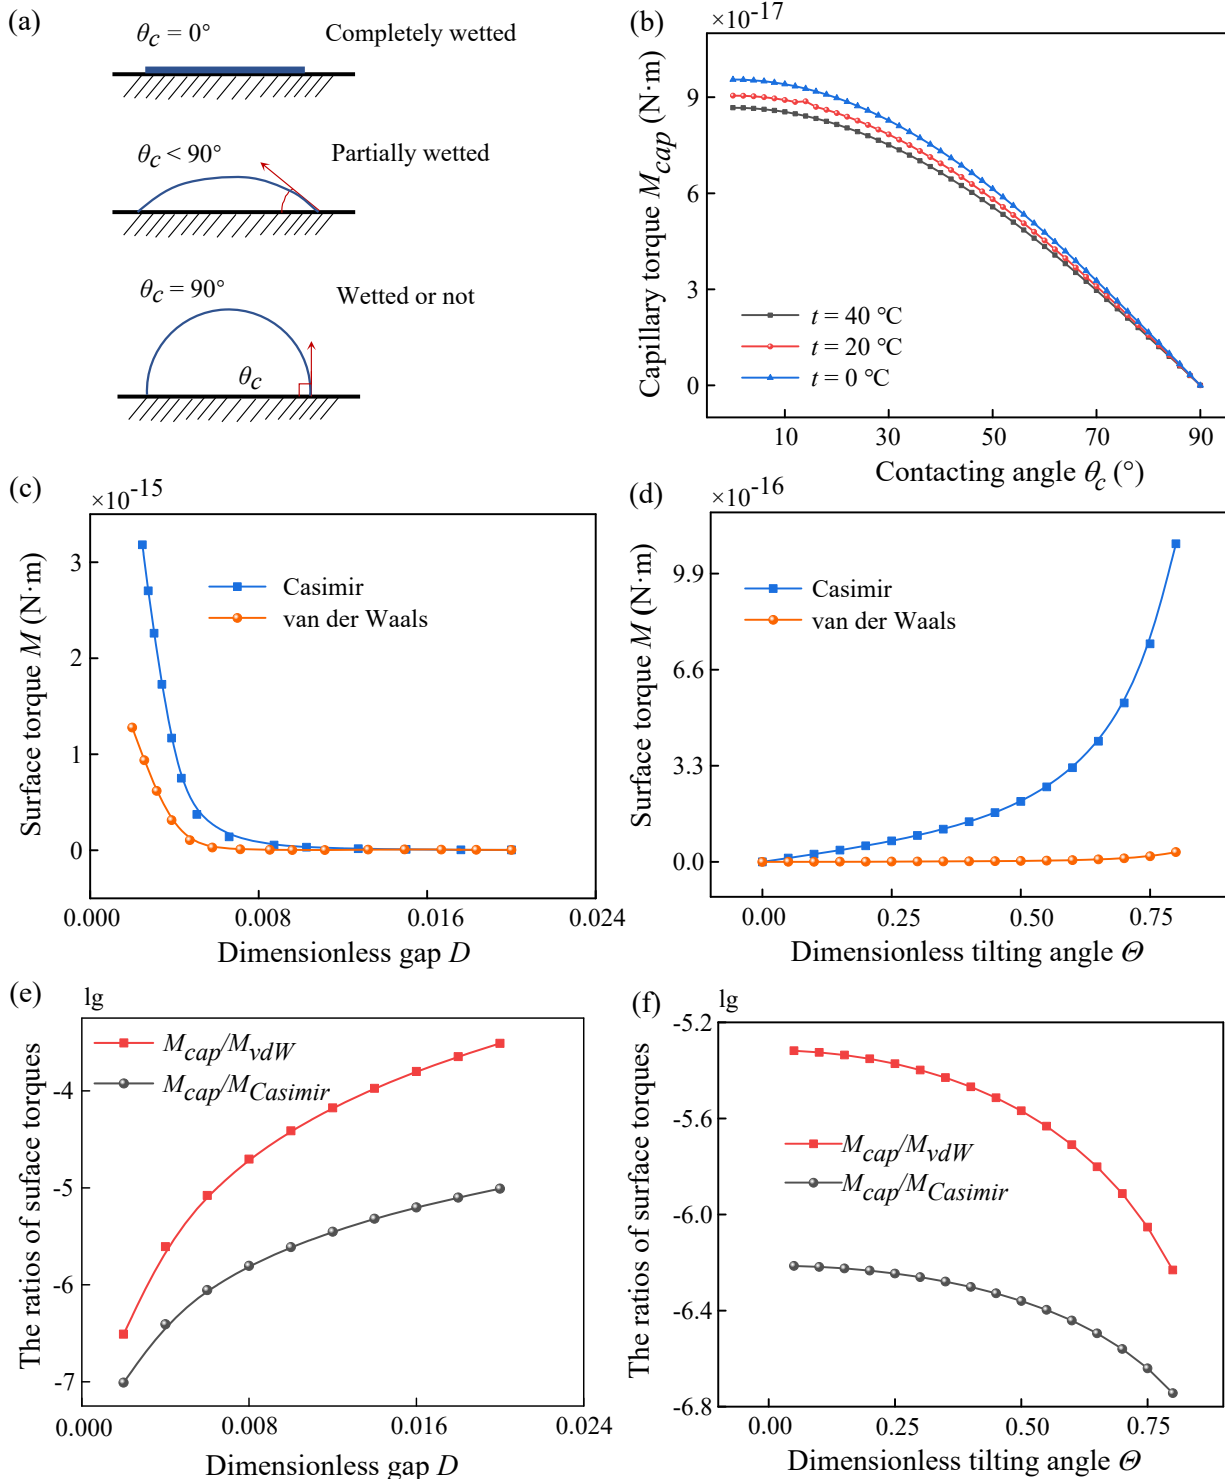 (a)
θc = 0°
Completely wetted
θc < 90°
Partially wetted
θc = 90°
Wetted or not
θc
(b)
×10-17
Capillary torque Mcap (N·m)
9
6
3
0
t = 40 ℃
t = 20 ℃
t = 0 ℃
10 30 50 70 90
Contacting angle θc (°)
(c)
×10-15
Surface torque M (N·m)
3
2
1
0
Casimir
van der Waals
0.000 0.008 0.016 0.024
Dimensionless gap D
(d)
×10-16
Surface torque M (N·m)
9.9
6.6
3.3
0.0
Casimir
van der Waals
0.00 0.25 0.50 0.75
Dimensionless tilting angle Θ
(e)
lg
The ratios of suface torques
-4
-5
-6
-7
Mcap/MvdW
Mcap/MCasimir
0.000 0.008 0.016 0.024
Dimensionless gap D
(f)
lg
The ratios of surface torques
-5.2
-5.6
-6.0
-6.4
-6.8
Mcap/MvdW
Mcap/MCasimir
0.00 0.25 0.50 0.75
Dimensionless tilting angle Θ